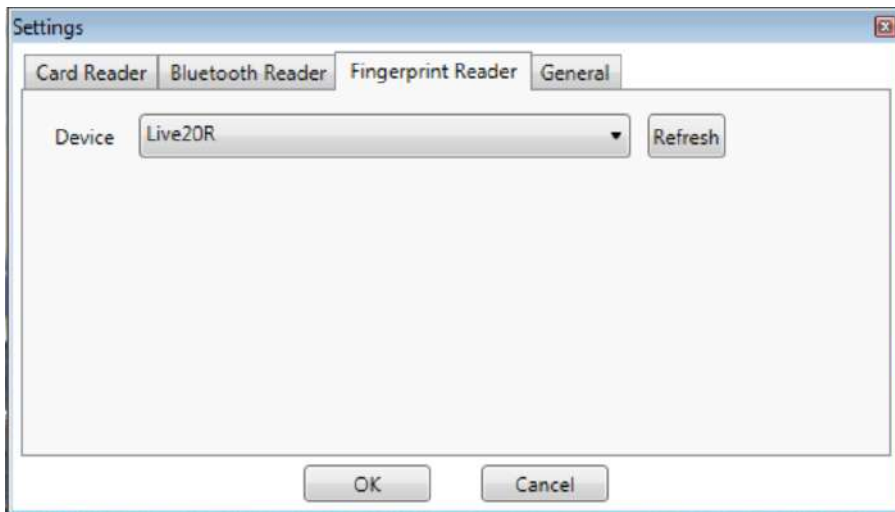 Settings
Card Reader Bluetooth Reader Fingerprint Reader General
Device Live20R Refresh
OK Cancel